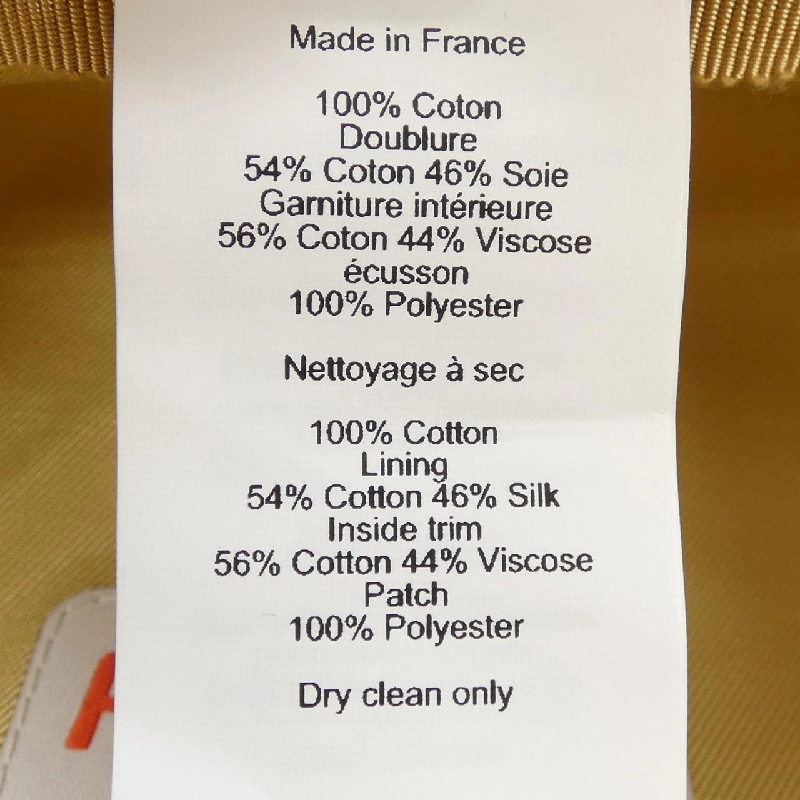 Made in France
100% Coton
Doublure
54% Coton 46% Soie
Garniture intérieure
56% Coton 44% Viscose
écusson
100% Polyester
Nettoyage à sec
100% Cotton
Lining
54% Cotton 46% Silk
Inside trim
56% Cotton 44% Viscose
Patch
100% Polyester
Dry clean only